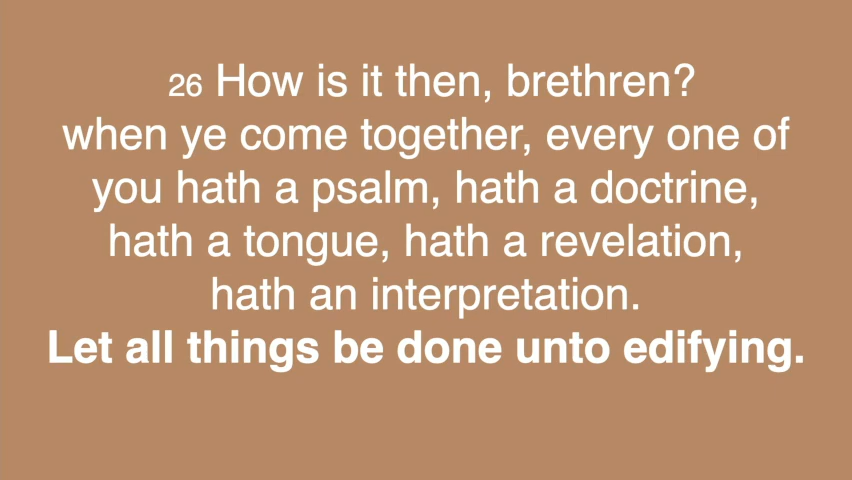 26 How is it then, brethren?
when ye come together, every one of
you hath a psalm, hath a doctrine,
hath a tongue, hath a revelation,
hath an interpretation.
Let all things be done unto edifying.